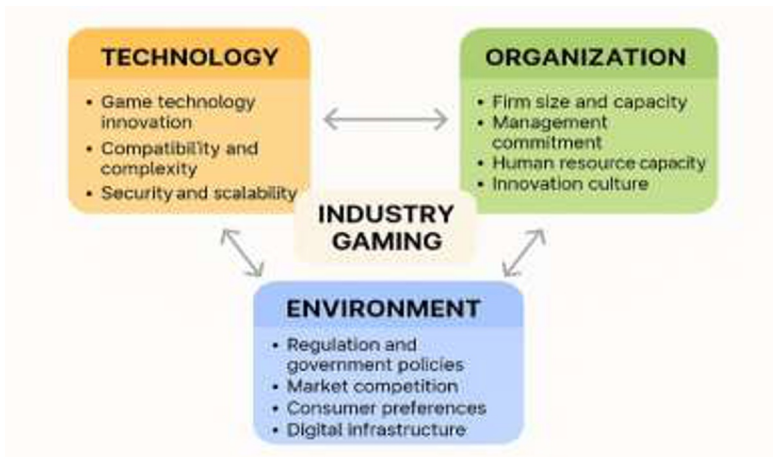 TECHNOLOGY
• Game technology
innovation
• Compatibility and
complexity
• Security and scalability
ORGANIZATION
• Firm size and capacity
• Management
commitment
• Human resource capacity
• Innovation culture
INDUSTRY
GAMING
ENVIRONMENT
• Regulation and
government policies
• Market competition
• Consumer preferences
• Digital infrastructure